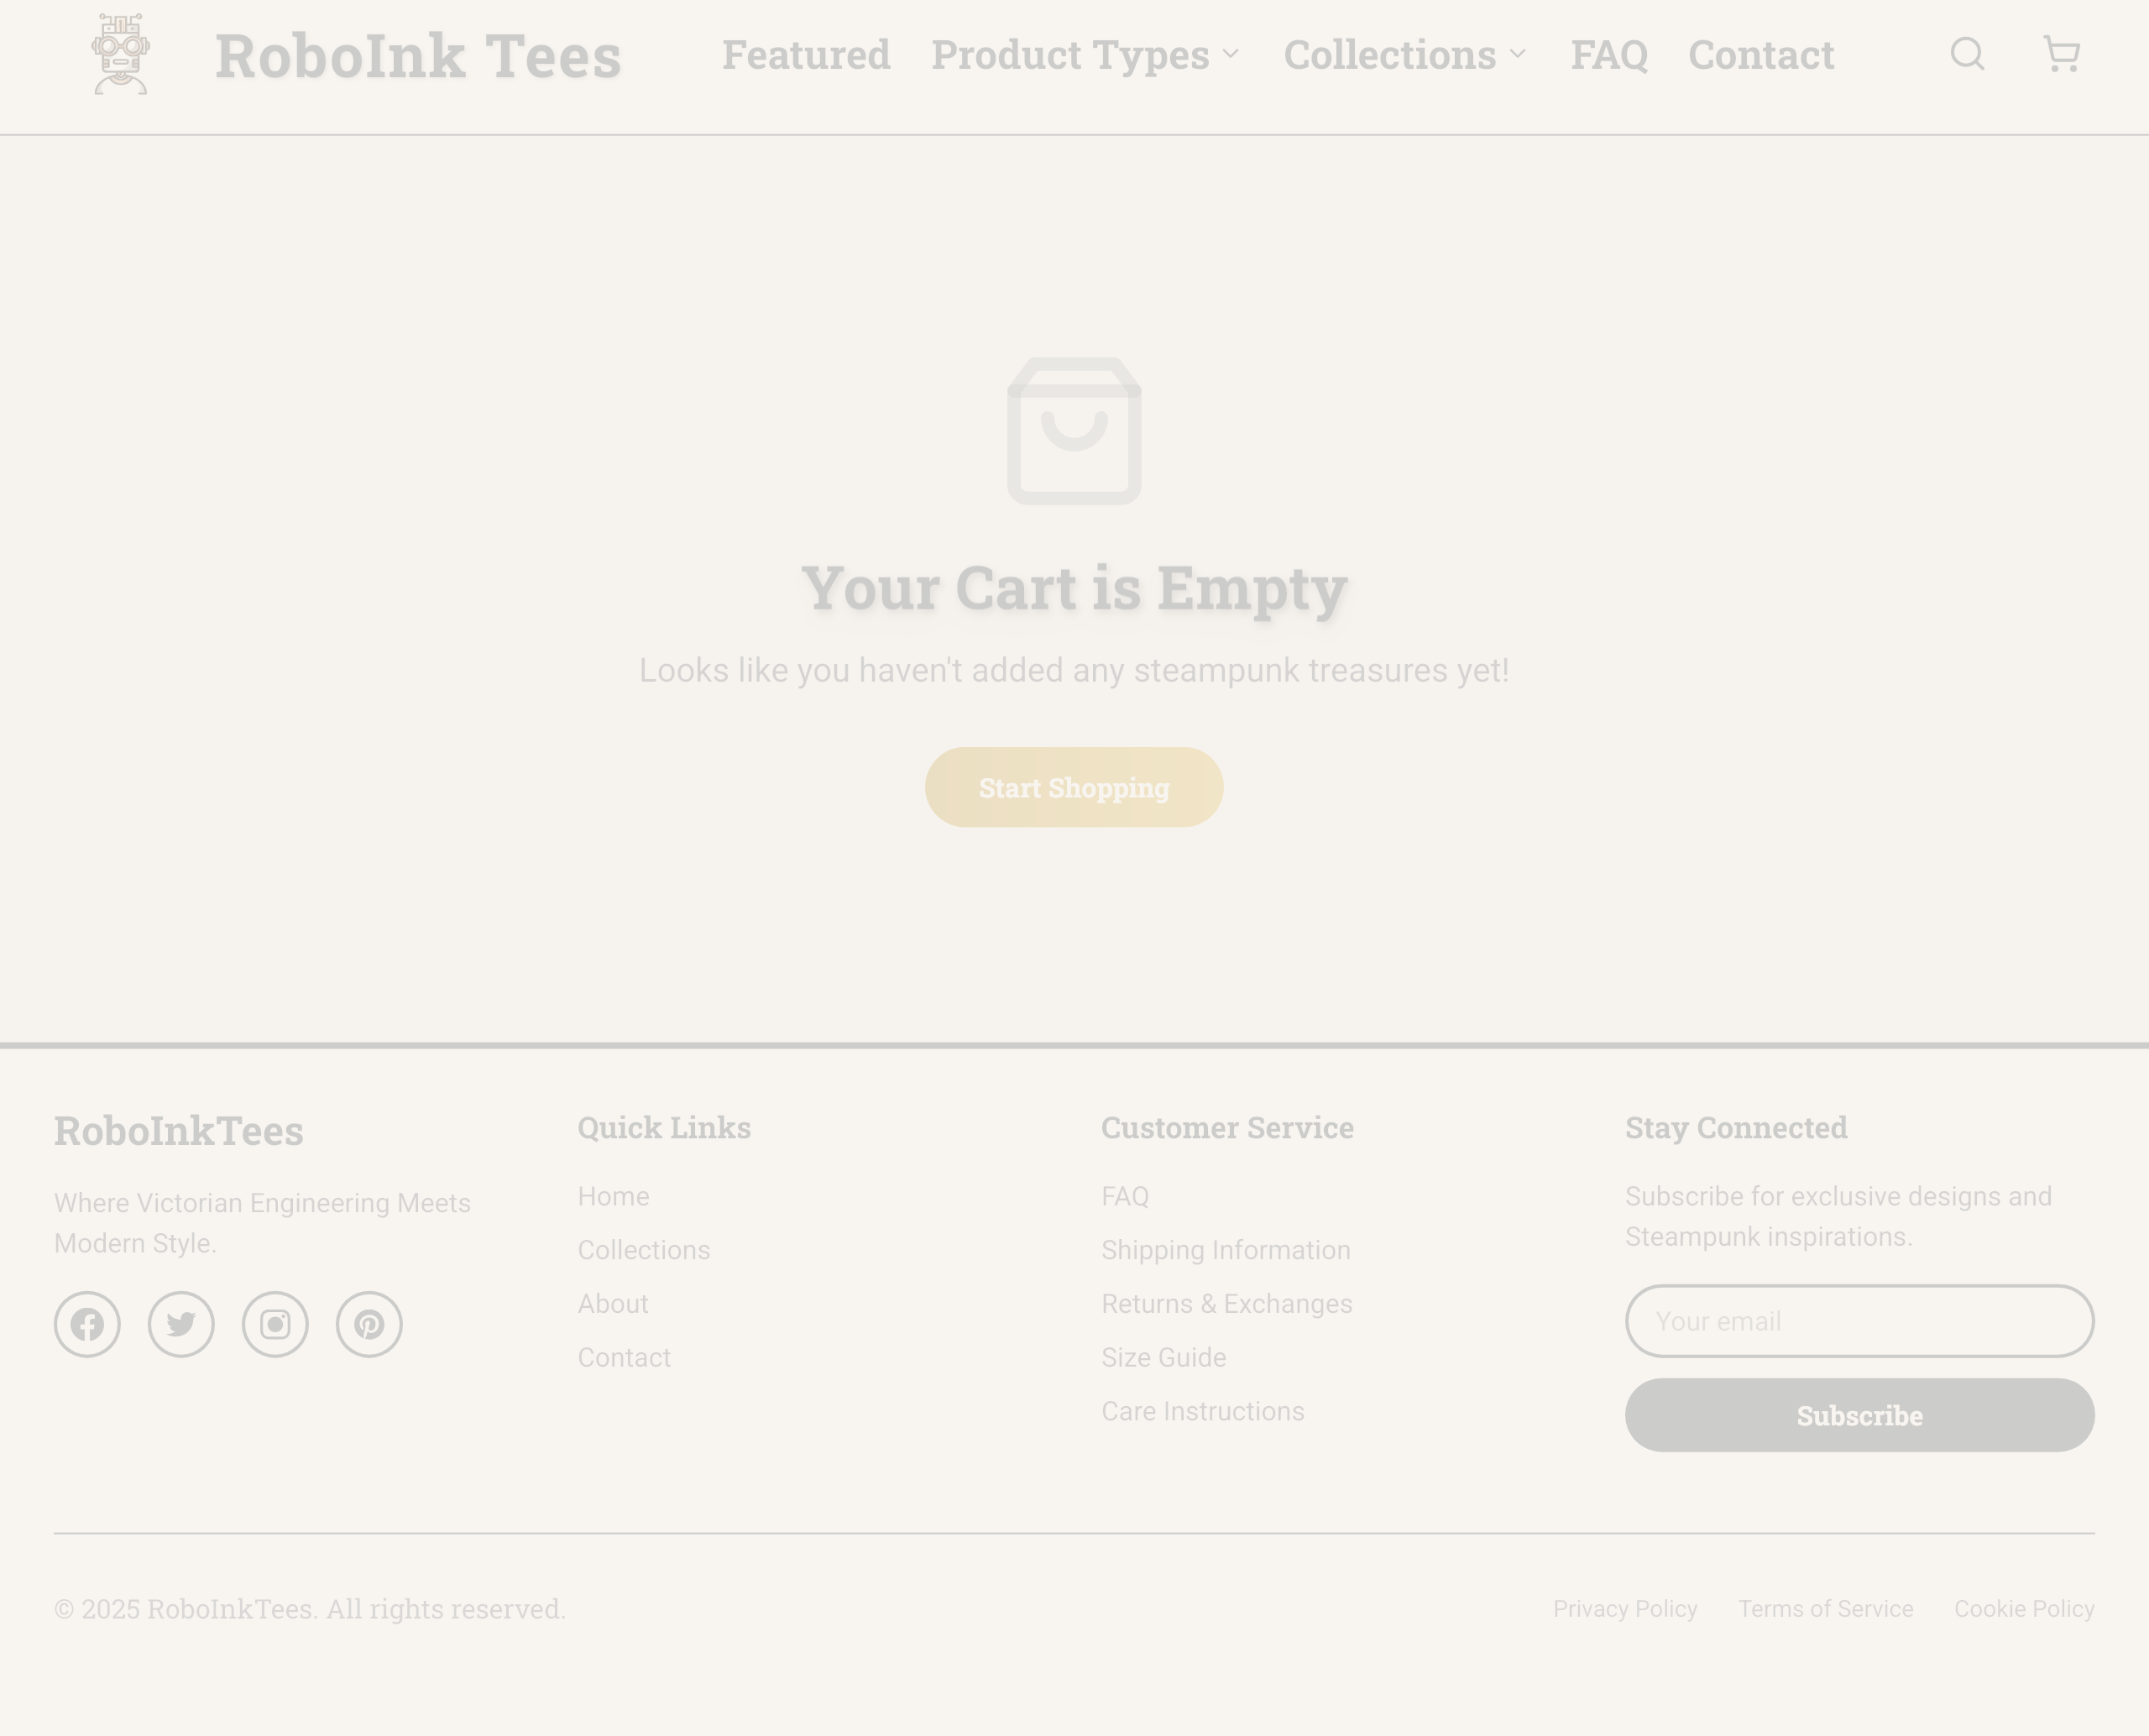 RoboInk Tees
Featured
Product Types
Collections
FAQ
Contact
Your Cart is Empty
Looks like you haven't added any steampunk treasures yet!
Start Shopping
RoboInkTees
Where Victorian Engineering Meets
Modern Style.
Quick Links
Home
Collections
About
Contact
Customer Service
FAQ
Shipping Information
Returns & Exchanges
Size Guide
Care Instructions
Stay Connected
Subscribe for exclusive designs and
Steampunk inspirations.
Your email
Subscribe
© 2025 RoboInkTees. All rights reserved.
Privacy Policy
Terms of Service
Cookie Policy